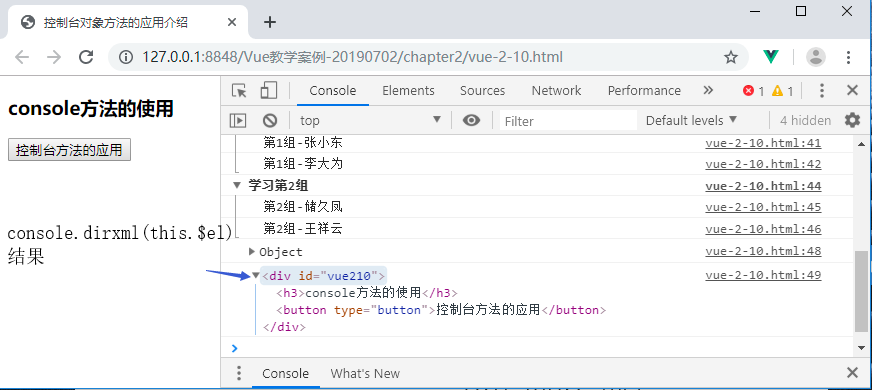 控制台对象方法的应用介绍
127.0.0.1:8848/Vue教学案例-20190702/chapter2/vue-2-10.html
console方法的使用
控制台方法的应用
console.dirxml(this.$el)
结果
Console Elements Sources Network Performance » 1 1
top Filter Default levels 4 hidden
第1组-张小东 vue-2-10.html:41
第1组-李大为 vue-2-10.html:42
学习第2组 vue-2-10.html:44
第2组-储久凤 vue-2-10.html:45
第2组-王祥云 vue-2-10.html:46
Object vue-2-10.html:48
<div id="vue210"> vue-2-10.html:49
<h3>console方法的使用</h3>
<button type="button">控制台方法的应用</button>
</div>
Console What's New